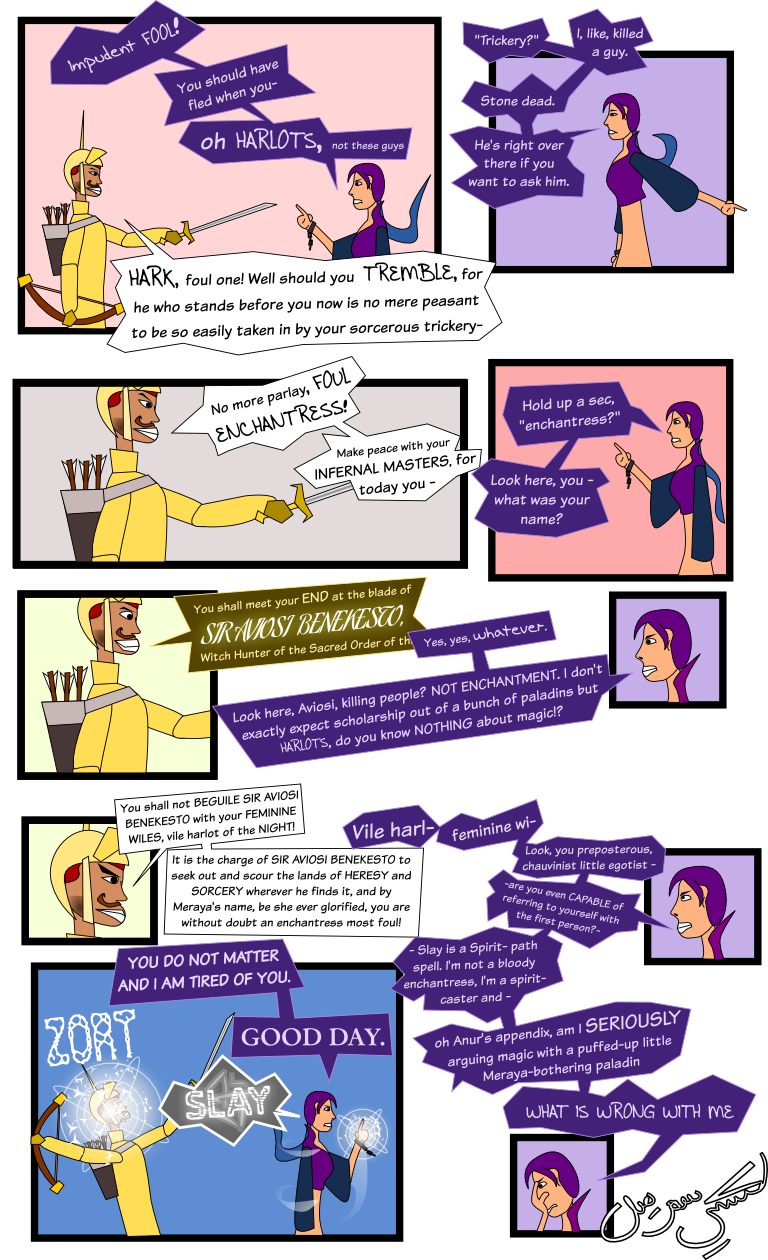 Impudent FOOL!
You should have
fled when you-
oh HARLOTS, not these guys
HARK, foul one! Well should you TREMBLE, for
he who stands before you now is no mere peasant
to be so easily taken in by your sorcerous trickery-
"Trickery?"
I, like, killed
a guy.
Stone dead.
He's right over
there if you
want to ask him.
No more parlay, FOUL
ENCHANTRESS!
Make peace with your
INFERNAL MASTERS, for
today you -
Hold up a sec,
"enchantress?"
Look here, you -
what was your
name?
You shall meet your END at the blade of
SIR AVIOSI BENEKESTO,
Witch Hunter of the Sacred Order of th
Yes, yes, whatever.
Look here, Aviosi, killing people? NOT ENCHANTMENT. I don't
exactly expect scholarship out of a bunch of paladins but
HARLOTS, do you know NOTHING about magic!?
You shall not BEGUILE SIR AVIOSI
BENEKESTO with your FEMININE
WILES, vile harlot of the NIGHT!
It is the charge of SIR AVIOSI BENEKESTO to
seek out and scour the lands of HERESY and
SORCERY wherever he finds it, and by
Meraya's name, be she ever glorified, you are
without doubt an enchantress most foul!
Vile harl-
feminine wi-
Look, you preposterous,
chauvinist little egotist -
-are you even CAPABLE of
referring to yourself with
the first person?-
- Slay is a Spirit- path
spell. I'm not a bloody
enchantress, I'm a spirit-
caster and -
oh Anur's appendix, am I SERIOUSLY
arguing magic with a puffed-up little
Meraya-bothering paladin
WHAT IS WRONG WITH ME
YOU DO NOT MATTER
AND I AM TIRED OF YOU.
GOOD DAY.
SLAY
ZORT